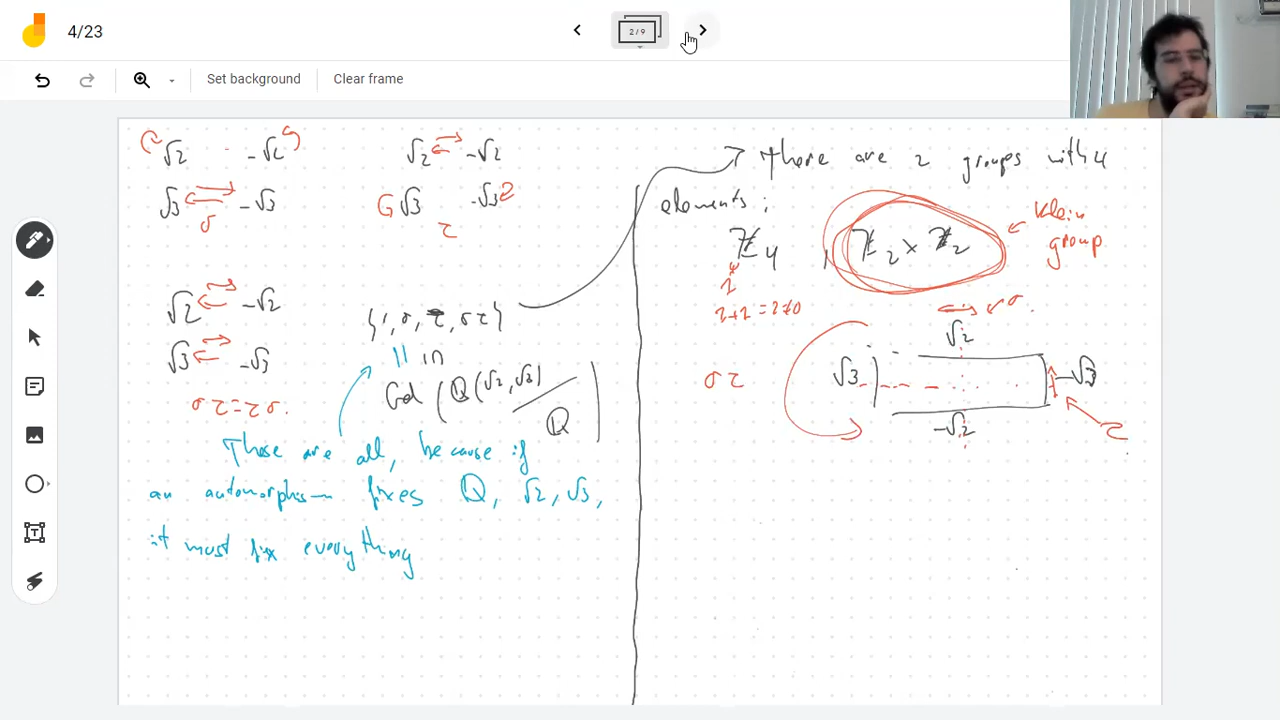 4/23
2/9
Set background
Clear frame
√2 -√2
√3 -√3
σ
√2 -√2
√3 -√3
τ
√2 -√2
√3 -√3
στ=τσ.
{1, σ, τ, στ}
in
Gal (Q(√2, √3) / Q)
These are all, because if
an automorphism fixes Q, √2, √3,
it must fix everything
There are 2 groups with 4
elements:
Z4, Z2 × Z2
Klein
group
1+1=2≠0
σ
√2
στ
√3 -√3
-√2
τ